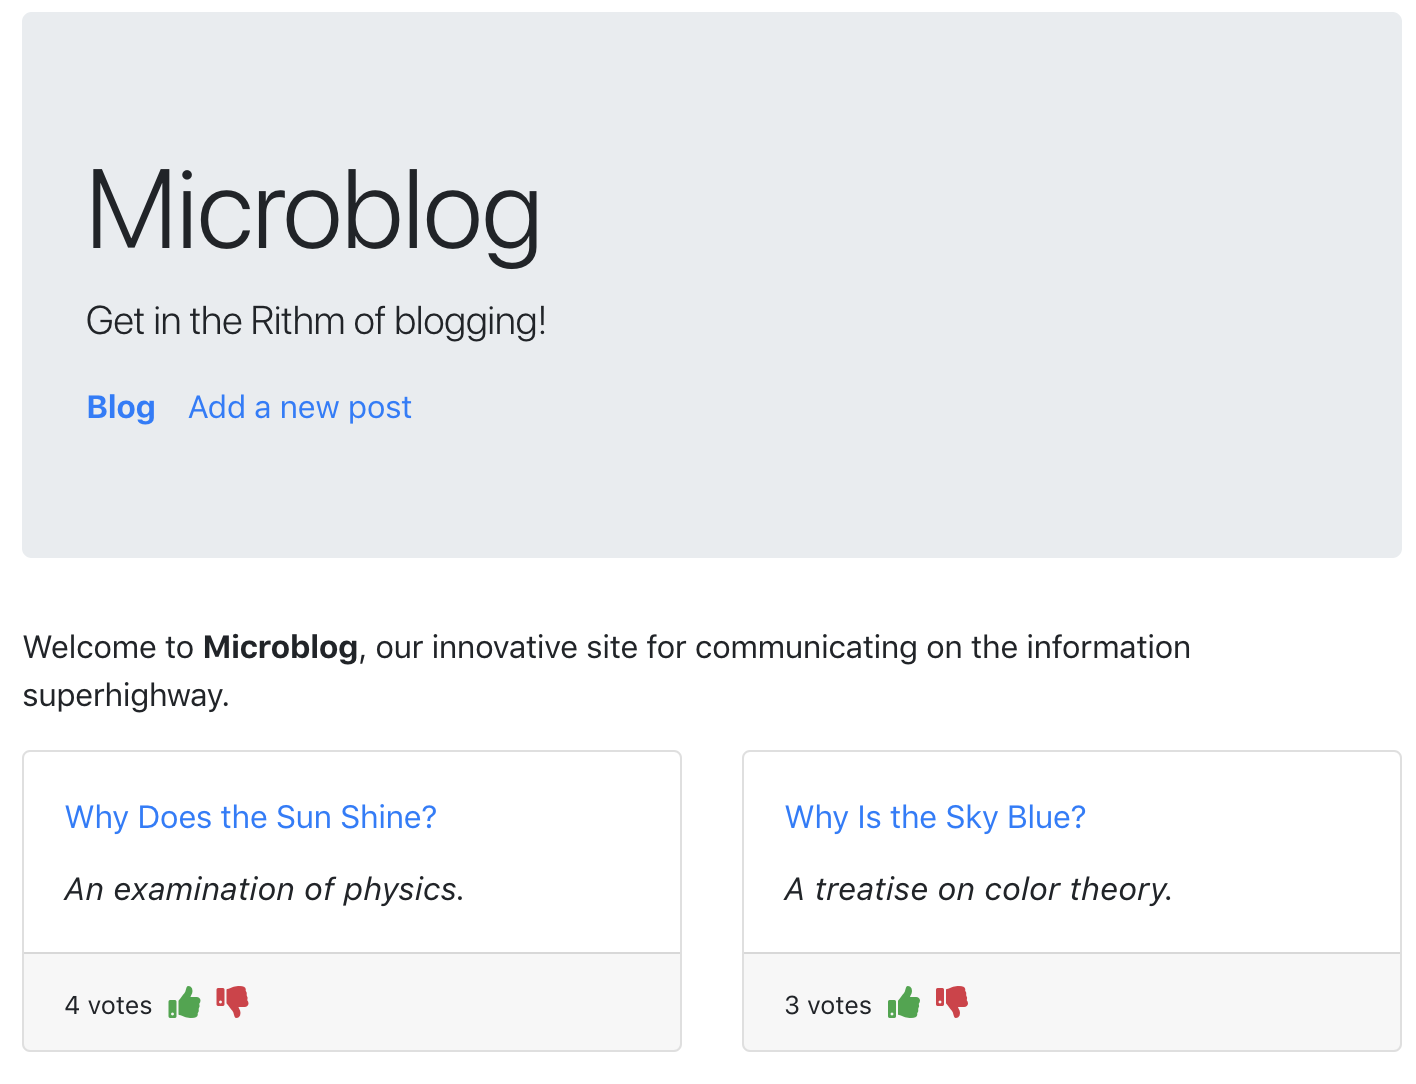 Microblog
Get in the Rithm of blogging!
Blog Add a new post
Welcome to Microblog, our innovative site for communicating on the information
superhighway.
Why Does the Sun Shine?
An examination of physics.
4 votes
Why Is the Sky Blue?
A treatise on color theory.
3 votes